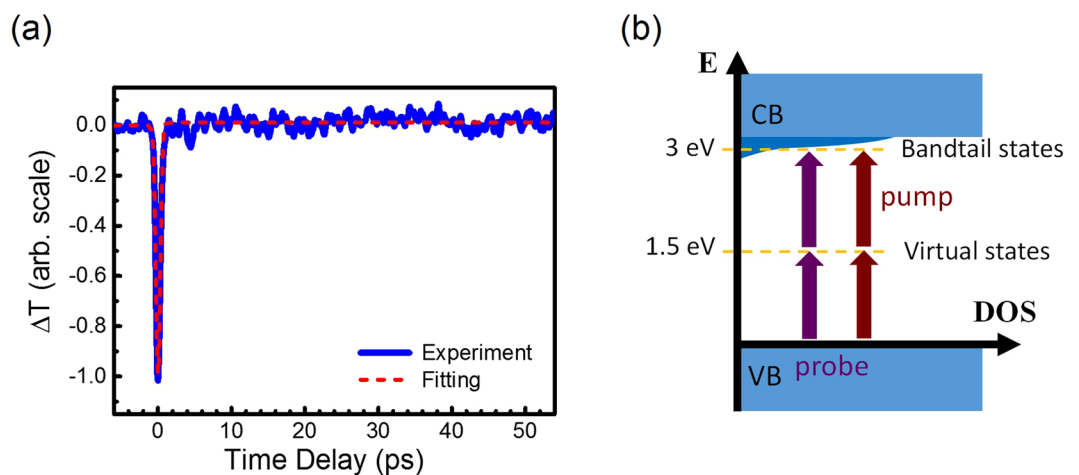 (a)
ΔT (arb. scale)
0.0
-0.2
-0.4
-0.6
-0.8
-1.0
Experiment
Fitting
0 10 20 30 40 50
Time Delay (ps)
(b)
E
CB
3 eV
Bandtail states
pump
1.5 eV
Virtual states
DOS
VB
probe